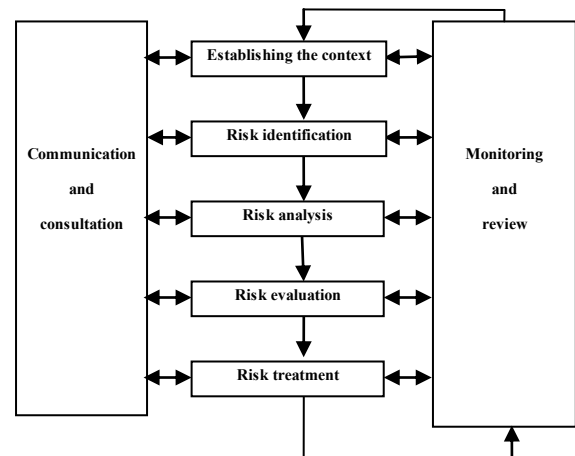 Establishing the context
Risk identification
Communication
and
consultation
Monitoring
and
review
Risk analysis
Risk evaluation
Risk treatment